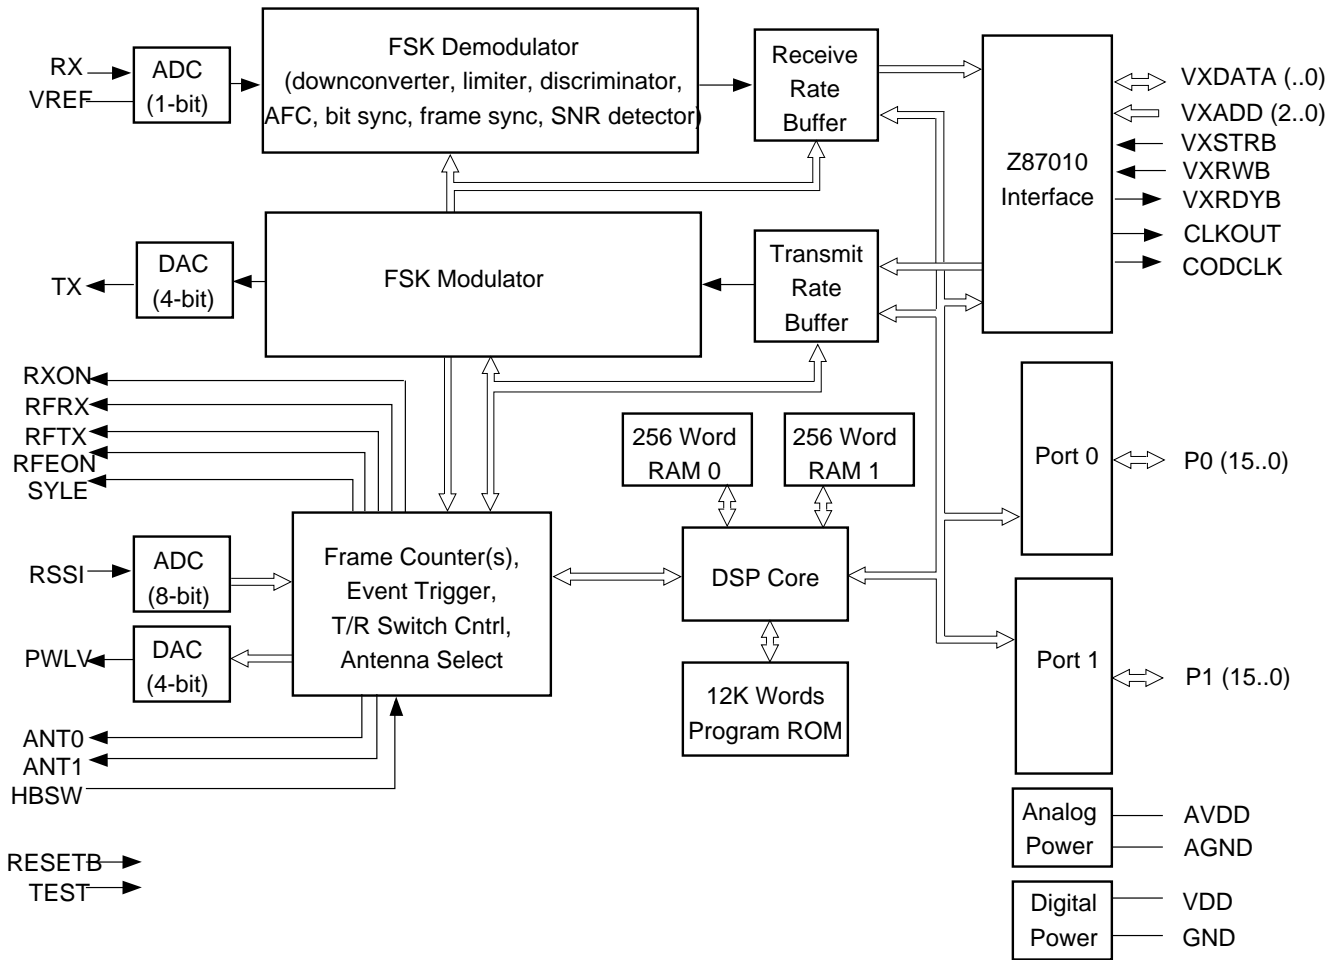 RX
VREF
ADC
(1-bit)
FSK Demodulator
(downconverter, limiter, discriminator,
AFC, bit sync, frame sync, SNR detector)
Receive
Rate
Buffer
Z87010
Interface
VXDATA (..0)
VXADD (2..0)
VXSTRB
VXRWB
VXRDYB
CLKOUT
CODCLK
TX
DAC
(4-bit)
FSK Modulator
Transmit
Rate
Buffer
RXON
RFRX
RFTX
RFEON
SYLE
256 Word
RAM 0
256 Word
RAM 1
Port 0
P0 (15..0)
RSSI
ADC
(8-bit)
Frame Counter(s),
Event Trigger,
T/R Switch Cntrl,
Antenna Select
DSP Core
PWLV
DAC
(4-bit)
12K Words
Program ROM
Port 1
P1 (15..0)
ANT0
ANT1
HBSW
RESETB
TEST
Analog
Power
AVDD
AGND
Digital
Power
VDD
GND